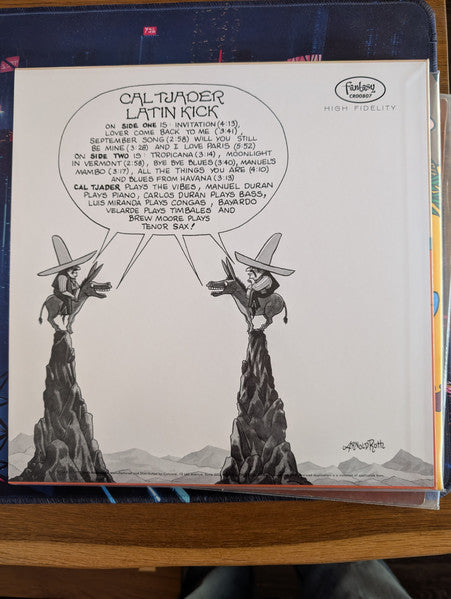 Fantasy
CR00807
HIGH FIDELITY
CAL TJADER
LATIN KICK
ON SIDE ONE IS INVITATION (4:13),
LOVER COME BACK TO ME (3:41),
SEPTEMBER SONG (2:58) WILL YOU STILL
BE MINE (3:28) AND I LOVE PARIS (5:52)
ON SIDE TWO IS: TROPICANA (3:14), MOONLIGHT
IN VERMONT (2:58), BYE BYE BLUES (3:40), MANUEL'S
MAMBO (3:17), ALL THE THINGS YOU ARE (4:10)
AND BLUES FROM HAVANA (3:13)
CAL TJADER PLAYS THE VIBES, MANUEL DURAN
PLAYS PIANO, CARLOS DURAN PLAYS BASS,
LUIS MIRANDA PLAYS CONGAS, BAYARDO
VELARDE PLAYS TIMBALES AND
BREW MOORE PLAYS
TENOR SAX!
ARNOLD ROTH